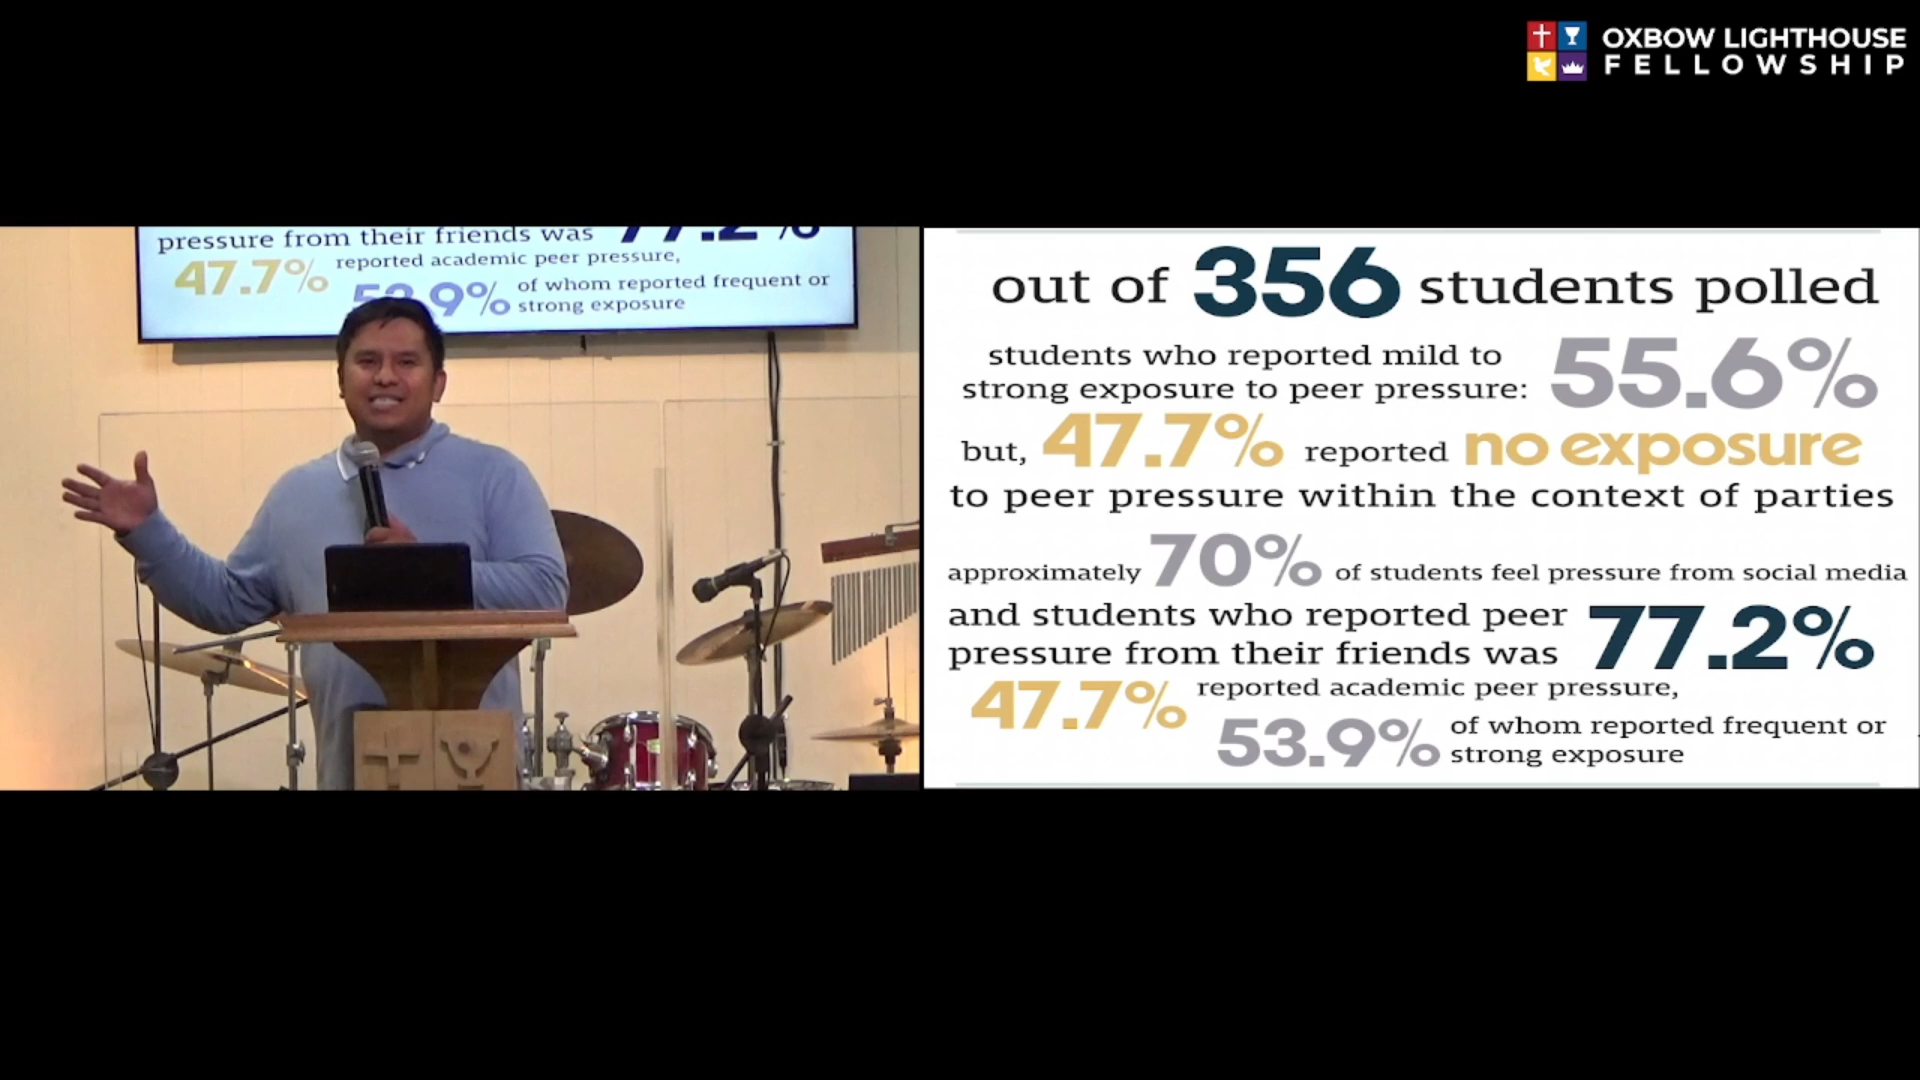 OXBOW LIGHTHOUSE
FELLOWSHIP
pressure from their friends was 77.2%
47.7% reported academic peer pressure,
53.9% of whom reported frequent or
strong exposure
out of 356 students polled
students who reported mild to
strong exposure to peer pressure: 55.6%
but, 47.7% reported no exposure
to peer pressure within the context of parties
approximately 70% of students feel pressure from social media
and students who reported peer
pressure from their friends was 77.2%
47.7% reported academic peer pressure,
53.9% of whom reported frequent or
strong exposure